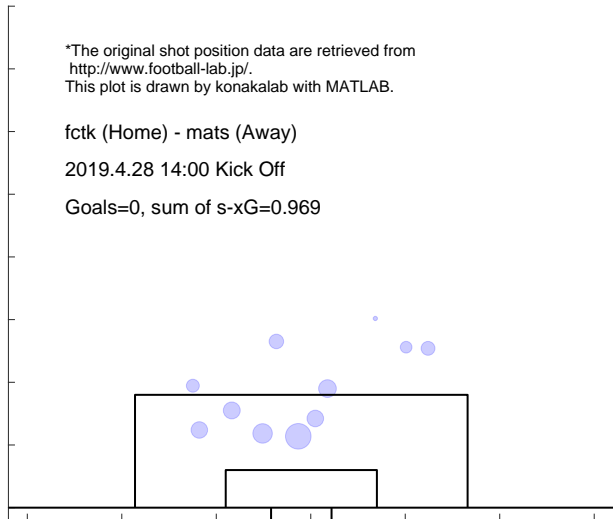 *The original shot position data are retrieved from
http://www.football-lab.jp/.
This plot is drawn by konakalab with MATLAB.
fctk (Home) - mats (Away)
2019.4.28 14:00 Kick Off
Goals=0, sum of s-xG=0.969